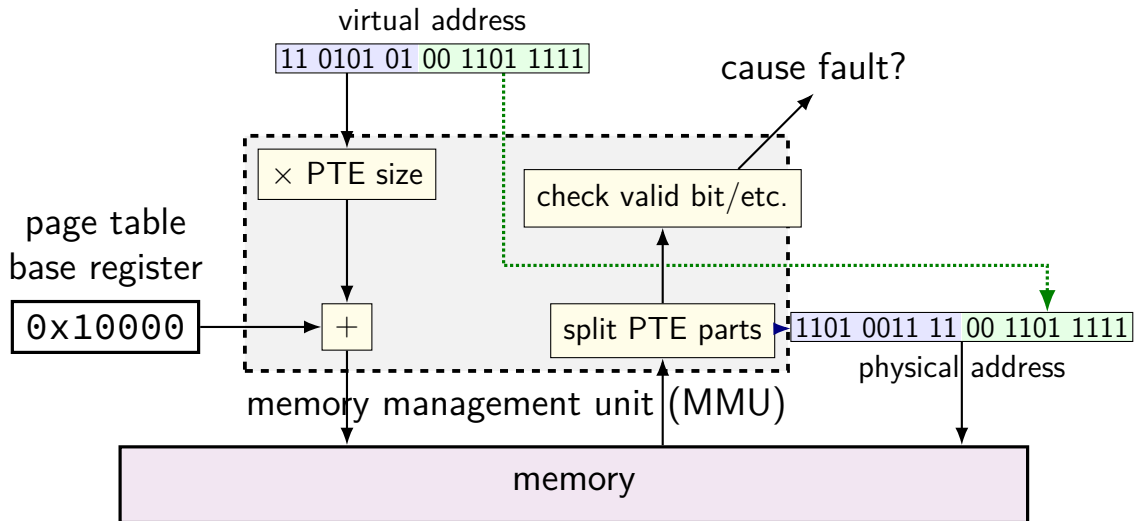 virtual address
11 0101 01 00 1101 1111
cause fault?
× PTE size
check valid bit/etc.
page table
base register
0x10000
+
split PTE parts
1101 0011 11 00 1101 1111
physical address
memory management unit (MMU)
memory